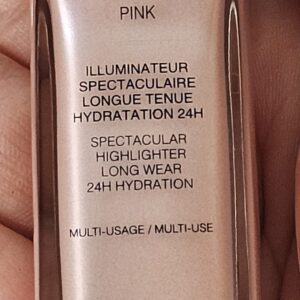 PINK
ILLUMINATEUR
SPECTACULAIRE
LONGUE TENUE
HYDRATATION 24H
SPECTACULAR
HIGHLIGHTER
LONG WEAR
24H HYDRATION
MULTI-USAGE / MULTI-USE